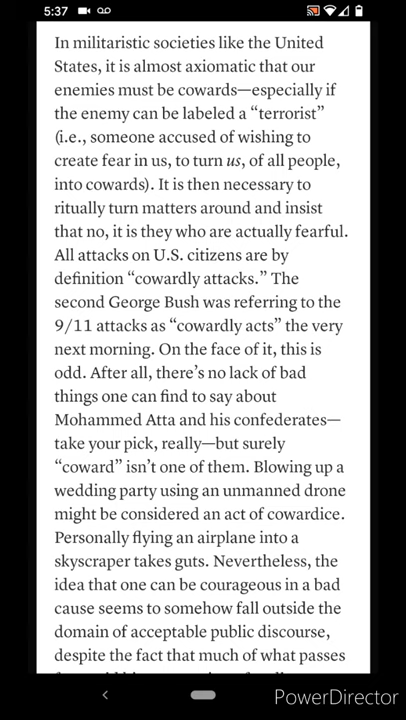 5:37
In militaristic societies like the United
States, it is almost axiomatic that our
enemies must be cowards—especially if
the enemy can be labeled a “terrorist”
(i.e., someone accused of wishing to
create fear in us, to turn us, of all people,
into cowards). It is then necessary to
ritually turn matters around and insist
that no, it is they who are actually fearful.
All attacks on U.S. citizens are by
definition “cowardly attacks.” The
second George Bush was referring to the
9/11 attacks as “cowardly acts” the very
next morning. On the face of it, this is
odd. After all, there’s no lack of bad
things one can find to say about
Mohammed Atta and his confederates—
take your pick, really—but surely
“coward” isn’t one of them. Blowing up a
wedding party using an unmanned drone
might be considered an act of cowardice.
Personally flying an airplane into a
skyscraper takes guts. Nevertheless, the
idea that one can be courageous in a bad
cause seems to somehow fall outside the
domain of acceptable public discourse,
despite the fact that much of what passes
PowerDirector